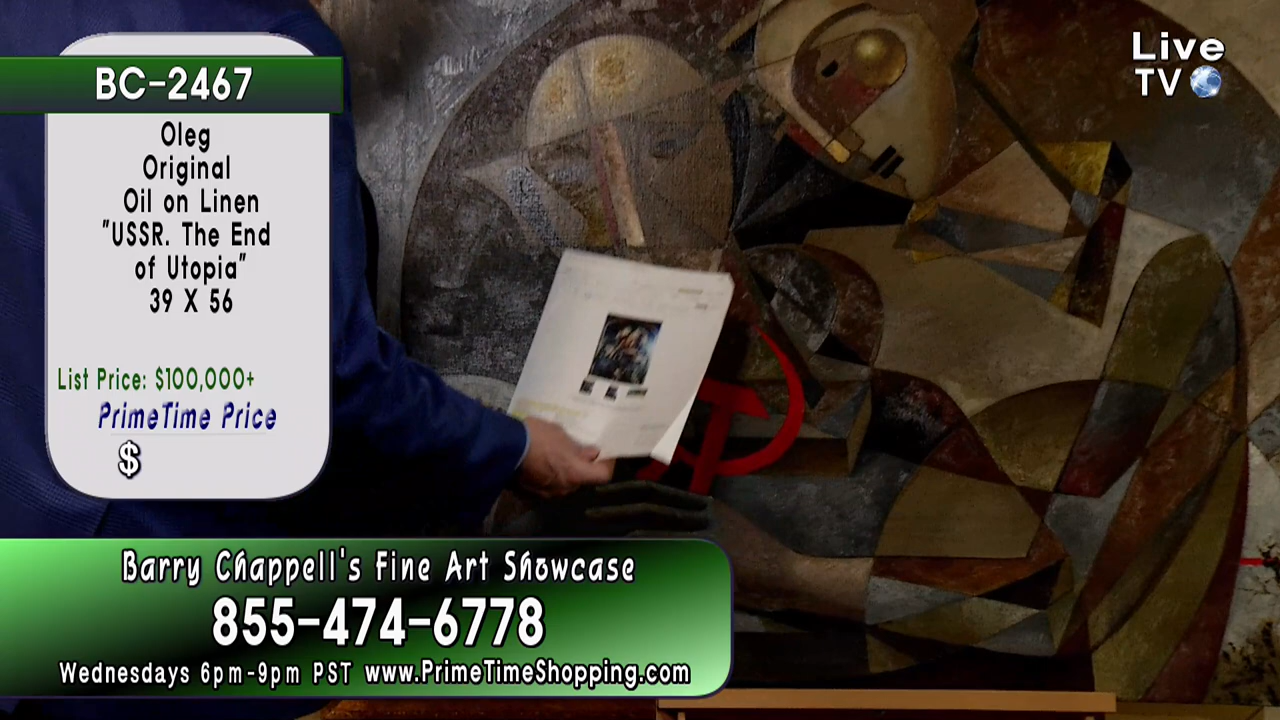 BC-2467
Oleg
Original
Oil on Linen
"USSR. The End
of Utopia"
39 X 56
List Price: $100,000+
PrimeTime Price
$
Live
TV
Barry Chappell's Fine Art Showcase
855-474-6778
Wednesdays 6pm-9pm PST www.PrimeTimeShopping.com